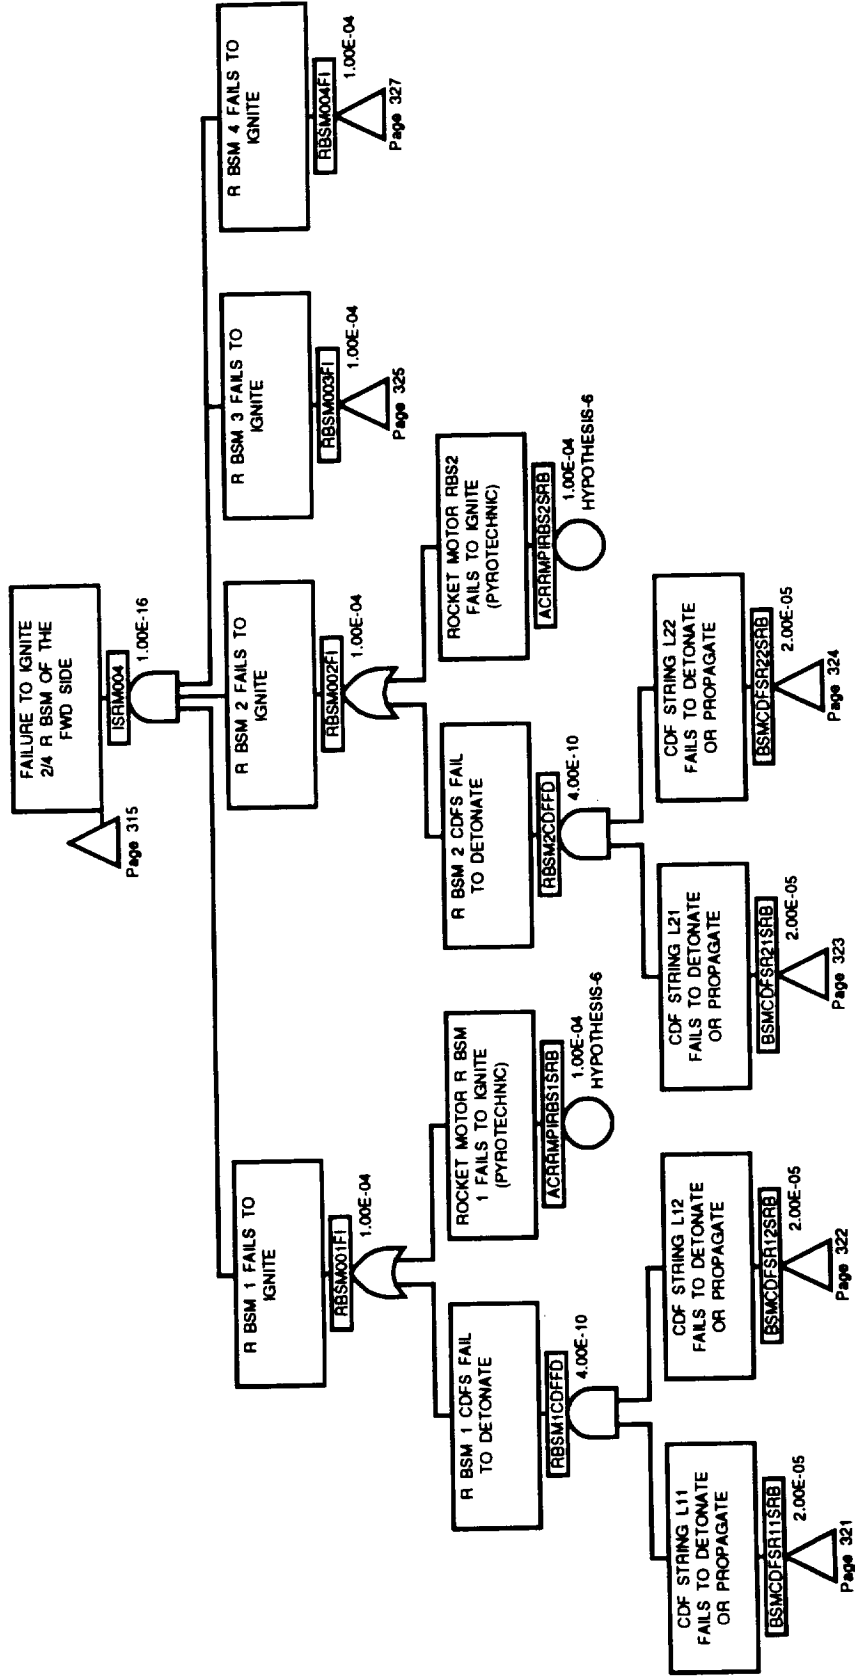 FAILURE TO IGNITE
2/4 R BSM OF THE
FWD SIDE
ISRM004
1.00E-16
Page 315
R BSM 1 FAILS TO
IGNITE
RBSM001FI
1.00E-04
R BSM 2 FAILS TO
IGNITE
RBSM002FI
1.00E-04
R BSM 3 FAILS TO
IGNITE
RBSM003FI
1.00E-04
Page 325
R BSM 4 FAILS TO
IGNITE
RBSM004FI
1.00E-04
Page 327
R BSM 1 CDFS FAIL
TO DETONATE
RBSM1CDFFD
4.00E-10
ROCKET MOTOR R BSM
1 FAILS TO IGNITE
(PYROTECHNIC)
ACRRMPIRBS1SRB
1.00E-04
HYPOTHESIS-6
R BSM 2 CDFS FAIL
TO DETONATE
RBSM2CDFFD
4.00E-10
ROCKET MOTOR RBS2
FAILS TO IGNITE
(PYROTECHNIC)
ACRRMPIRBS2SRB
1.00E-04
HYPOTHESIS-6
CDF STRING L11
FAILS TO DETONATE
OR PROPAGATE
BSMCDFSR11SRB
2.00E-05
Page 321
CDF STRING L12
FAILS TO DETONATE
OR PROPAGATE
BSMCDFSR12SRB
2.00E-05
Page 322
CDF STRING L21
FAILS TO DETONATE
OR PROPAGATE
BSMCDFSR21SRB
2.00E-05
Page 323
CDF STRING L22
FAILS TO DETONATE
OR PROPAGATE
BSMCDFSR22SRB
2.00E-05
Page 324